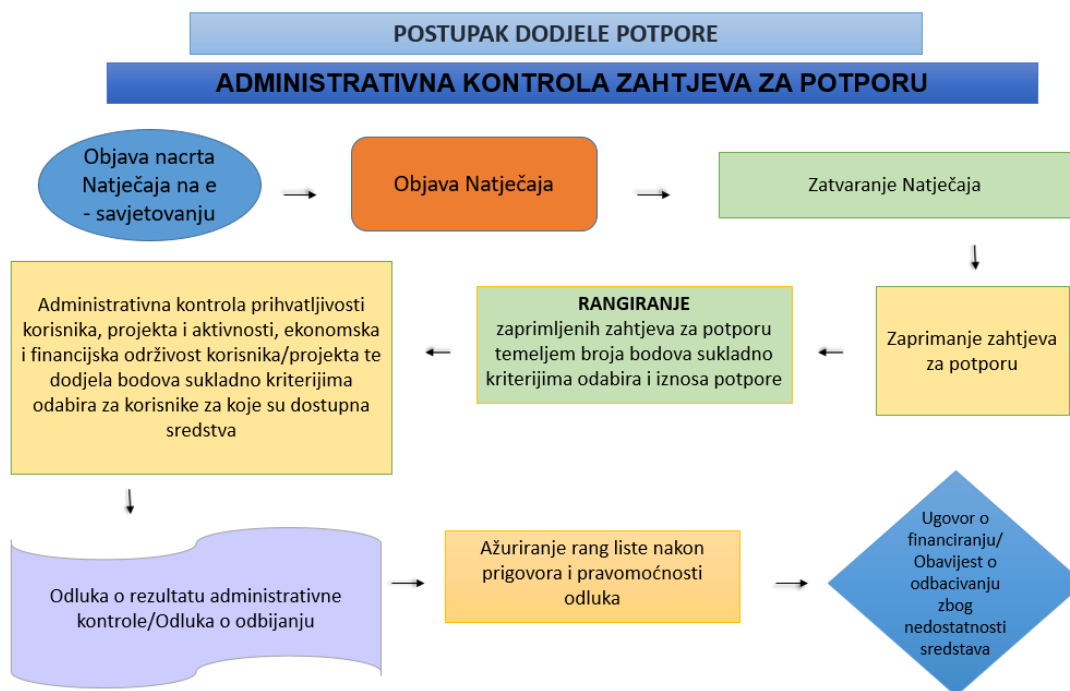 POSTUPAK DODJELE POTPORE
ADMINISTRATIVNA KONTROLA ZAHTJEVA ZA POTPORU
Objava nacrta
Natječaja na e
- savjetovanju
Objava Natječaja
Zatvaranje Natječaja
Zaprimanje zahtjeva
za potporu
RANGIRANJE
zaprimljenih zahtjeva za potporu
temeljem broja bodova sukladno
kriterijima odabira i iznosa potpore
Administrativna kontrola prihvatljivosti
korisnika, projekta i aktivnosti, ekonomska
i financijska održivost korisnika/projekta te
dodjela bodova sukladno kriterijima
odabira za korisnike za koje su dostupna
sredstva
Odluka o rezultatu administrativne
kontrole/Odluka o odbijanju
Ažuriranje rang liste nakon
prigovora i pravomoćnosti
odluka
Ugovor o
financiranju/
Obavijest o
odbacivanju
zbog
nedostatnosti
sredstava